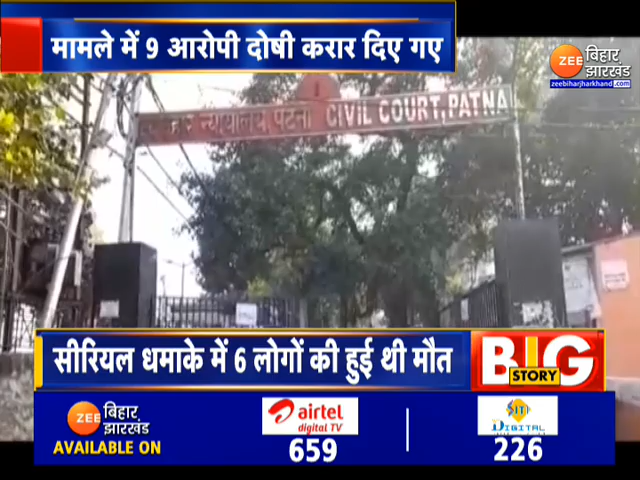 मामले में 9 आरोपी दोषी करार दिए गए
ZEE बिहार झारखंड
zeebiharjharkhand.com
न्यायालय पटना CIVIL COURT, PATNA
सीरियल धमाके में 6 लोगों की हुई थी मौत
BIG
STORY
ZEE बिहार झारखंड
AVAILABLE ON
airtel
digital TV
659
SITI
DIGITAL
226